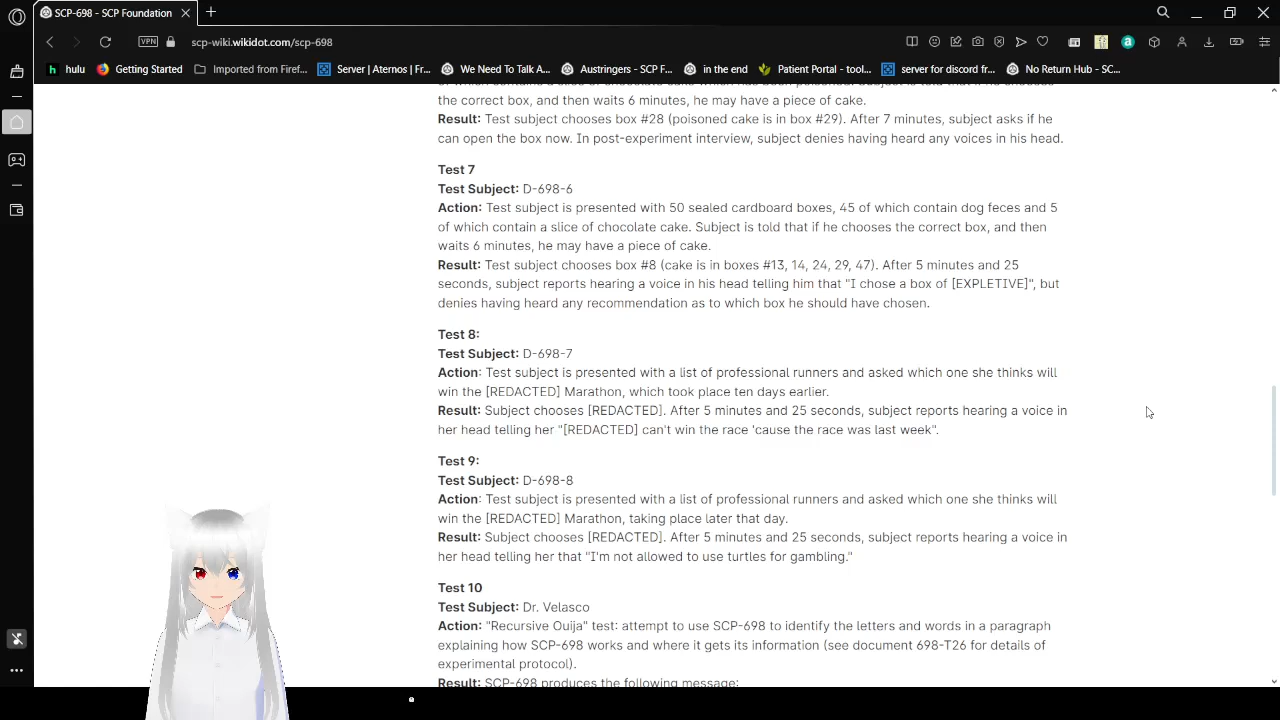 SCP-698 - SCP Foundation
VPN
scp-wiki.wikidot.com/scp-698
hulu
Getting Started
Imported from Firef...
Server | Aternos | Fr...
We Need To Talk A...
Austringers - SCP F...
in the end
Patient Portal - tool...
server for discord fr...
No Return Hub - SC...
the correct box, and then waits 6 minutes, he may have a piece of cake.
Result: Test subject chooses box #28 (poisoned cake is in box #29). After 7 minutes, subject asks if he
can open the box now. In post-experiment interview, subject denies having heard any voices in his head.
Test 7
Test Subject: D-698-6
Action: Test subject is presented with 50 sealed cardboard boxes, 45 of which contain dog feces and 5
of which contain a slice of chocolate cake. Subject is told that if he chooses the correct box, and then
waits 6 minutes, he may have a piece of cake.
Result: Test subject chooses box #8 (cake is in boxes #13, 14, 24, 29, 47). After 5 minutes and 25
seconds, subject reports hearing a voice in his head telling him that "I chose a box of [EXPLETIVE]", but
denies having heard any recommendation as to which box he should have chosen.
Test 8:
Test Subject: D-698-7
Action: Test subject is presented with a list of professional runners and asked which one she thinks will
win the [REDACTED] Marathon, which took place ten days earlier.
Result: Subject chooses [REDACTED]. After 5 minutes and 25 seconds, subject reports hearing a voice in
her head telling her "[REDACTED] can't win the race 'cause the race was last week".
Test 9:
Test Subject: D-698-8
Action: Test subject is presented with a list of professional runners and asked which one she thinks will
win the [REDACTED] Marathon, taking place later that day.
Result: Subject chooses [REDACTED]. After 5 minutes and 25 seconds, subject reports hearing a voice in
her head telling her that "I'm not allowed to use turtles for gambling."
Test 10
Test Subject: Dr. Velasco
Action: "Recursive Ouija" test: attempt to use SCP-698 to identify the letters and words in a paragraph
explaining how SCP-698 works and where it gets its information (see document 698-T26 for details of
experimental protocol).
Result: SCP-698 produces the following message: